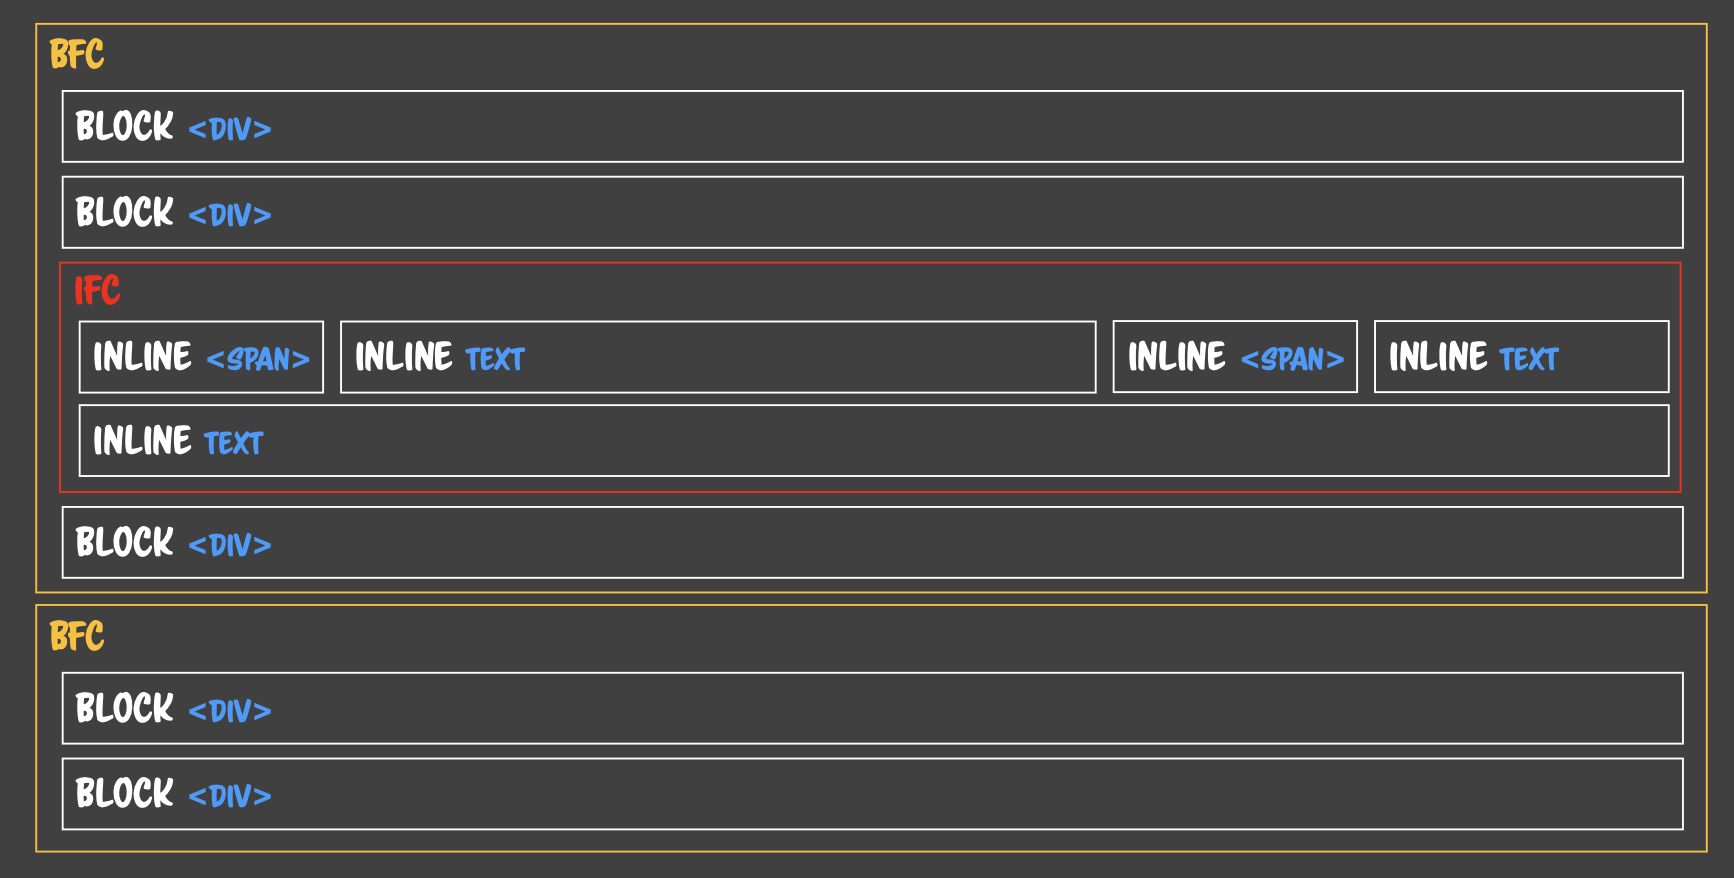 BFC
BLOCK <DIV>
BLOCK <DIV>
IFC
INLINE <SPAN> INLINE TEXT INLINE <SPAN> INLINE TEXT
INLINE TEXT
BLOCK <DIV>
BFC
BLOCK <DIV>
BLOCK <DIV>